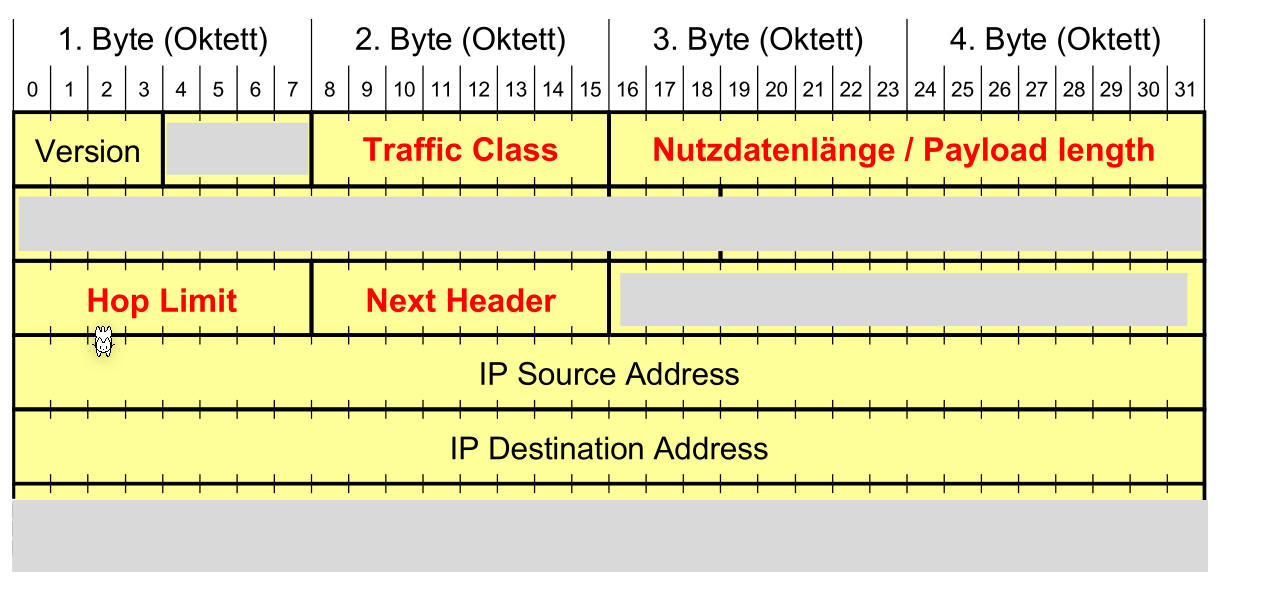 1. Byte (Oktett) 2. Byte (Oktett) 3. Byte (Oktett) 4. Byte (Oktett)
0 1 2 3 4 5 6 7 8 9 10 11 12 13 14 15 16 17 18 19 20 21 22 23 24 25 26 27 28 29 30 31
Version Traffic Class Nutzdatenlänge / Payload length
Hop Limit Next Header
IP Source Address
IP Destination Address